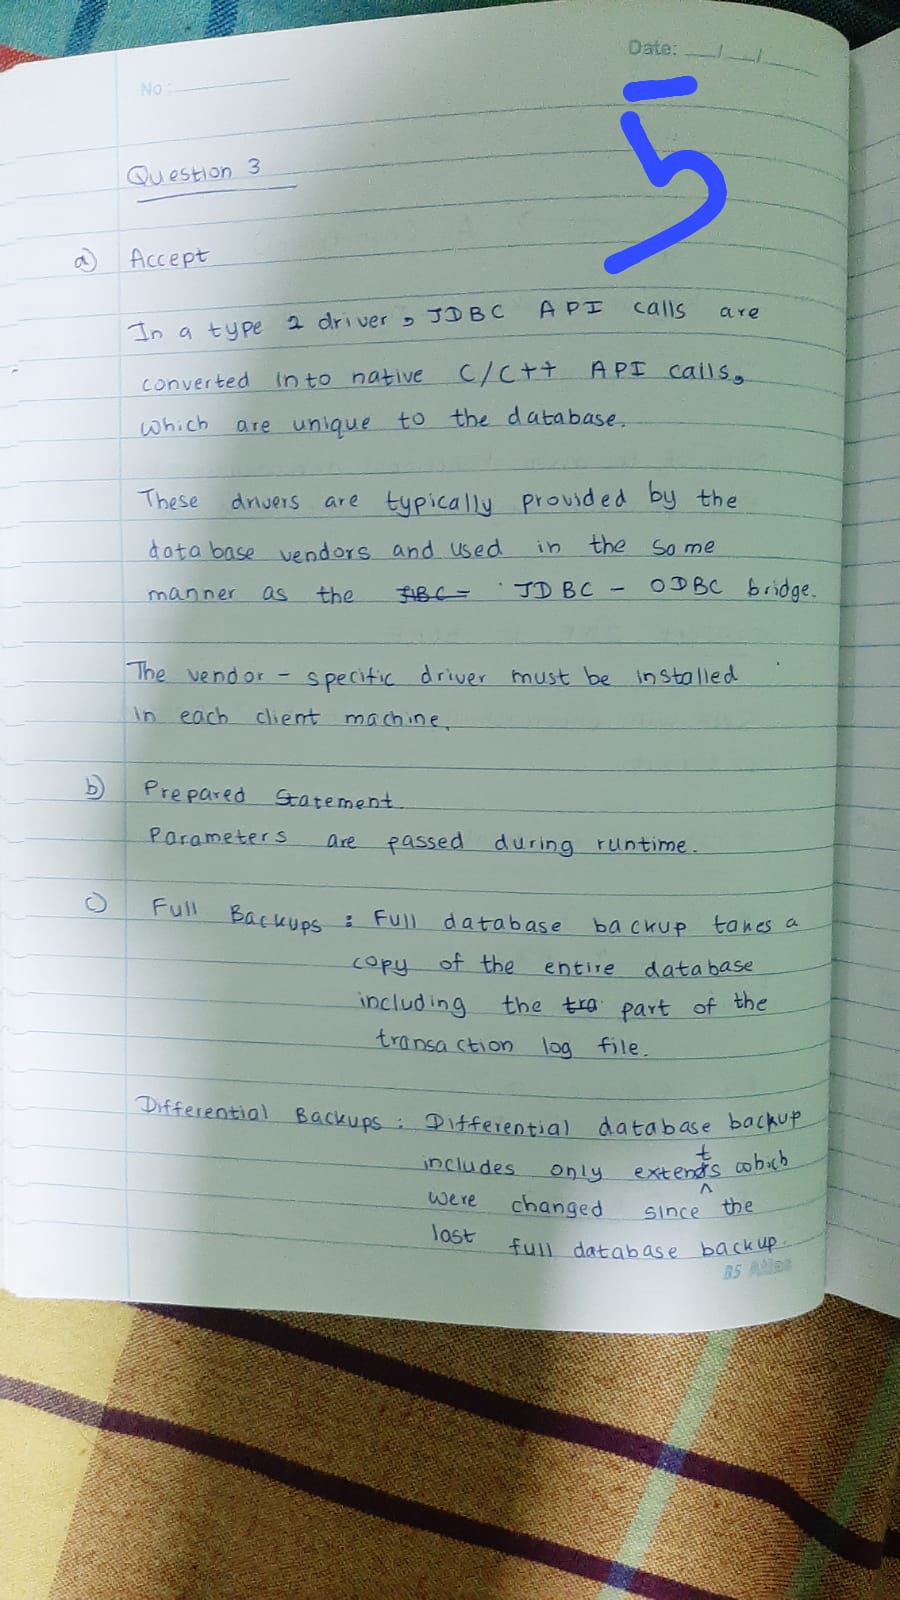 Date: __/__/__
No:
5
Question 3
a) Accept
In a type 2 driver, JDBC API calls are
converted into native C/C++ API calls,
which are unique to the database.
These drivers are typically provided by the
database vendors and used in the same
manner as the JDBC - ODBC bridge.
The vendor - specific driver must be installed
in each client machine.
b) Prepared Statement
Parameters are passed during runtime.
c) Full Backups : Full database backup takes a
copy of the entire database
including the part of the
transaction log file.
Differential Backups : Differential database backup
includes only extents which
were changed since the
last full database backup.
B5 Atlas